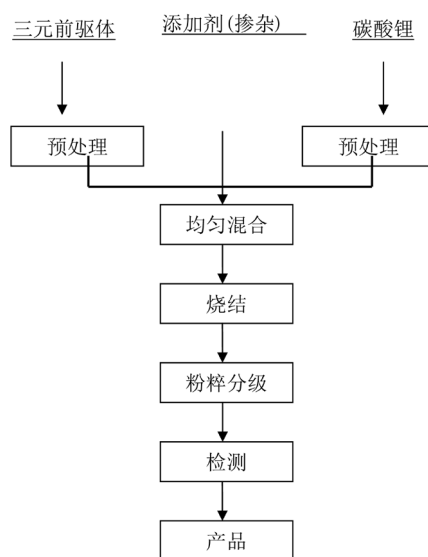 三元前驱体
添加剂(掺杂)
碳酸锂
预处理
预处理
均匀混合
烧结
粉粹分级
检测
产品